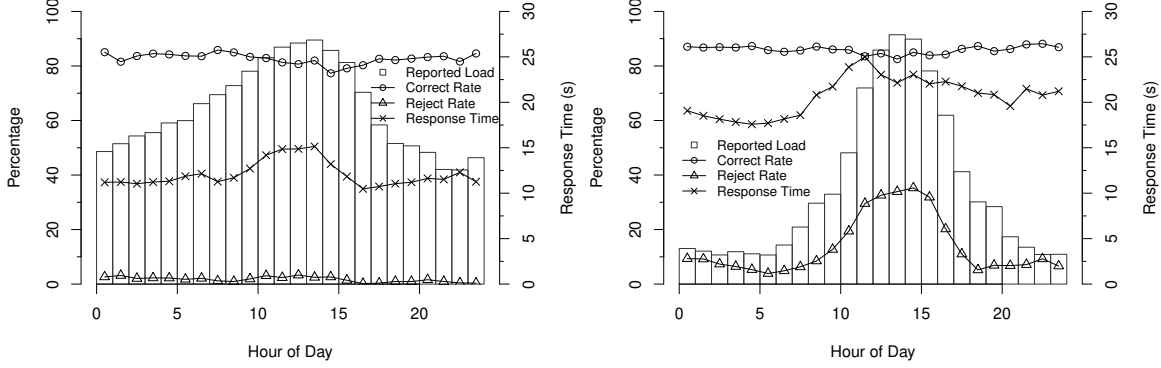 100
80
60
40
20
0
Percentage
30
25
20
15
10
5
0
Response Time (s)
Reported Load
Correct Rate
Reject Rate
Response Time
0 5 10 15 20
Hour of Day
100
80
60
40
20
0
Percentage
30
25
20
15
10
5
0
Response Time (s)
Reported Load
Correct Rate
Reject Rate
Response Time
0 5 10 15 20
Hour of Day